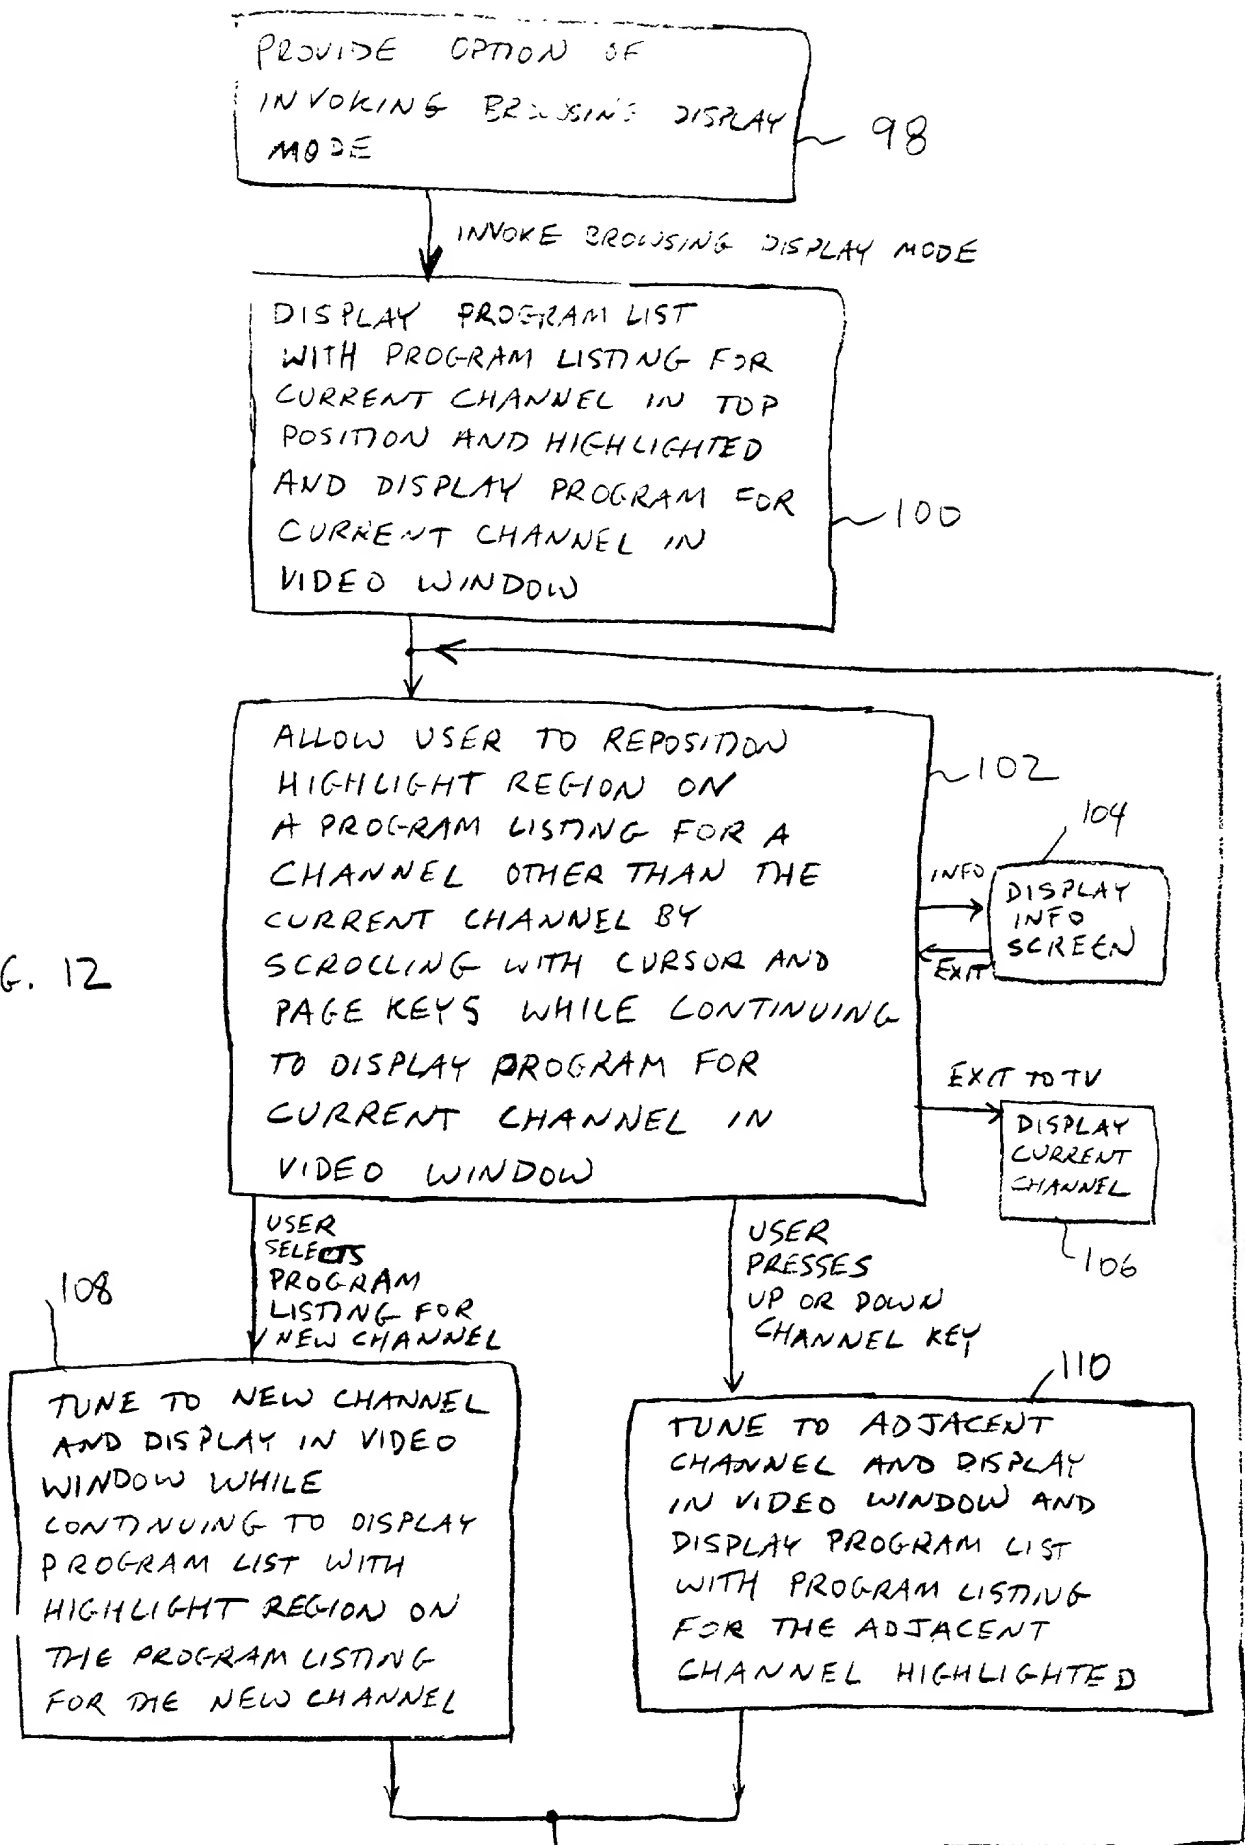 PROVIDE OPTION OF
INVOKING BROWSING DISPLAY
MODE
98
INVOKE BROWSING DISPLAY MODE
DISPLAY PROGRAM LIST
WITH PROGRAM LISTING FOR
CURRENT CHANNEL IN TOP
POSITION AND HIGHLIGHTED
AND DISPLAY PROGRAM FOR
CURRENT CHANNEL IN
VIDEO WINDOW
100
ALLOW USER TO REPOSITION
HIGHLIGHT REGION ON
A PROGRAM LISTING FOR A
CHANNEL OTHER THAN THE
CURRENT CHANNEL BY
SCROLLING WITH CURSOR AND
PAGE KEYS WHILE CONTINUING
TO DISPLAY PROGRAM FOR
CURRENT CHANNEL IN
VIDEO WINDOW
102
104
INFO
DISPLAY
INFO
SCREEN
EXIT
G. 12
EXIT TO TV
DISPLAY
CURRENT
CHANNEL
106
USER
SELECTS
PROGRAM
LISTING FOR
NEW CHANNEL
USER
PRESSES
UP OR DOWN
CHANNEL KEY
108
TUNE TO NEW CHANNEL
AND DISPLAY IN VIDEO
WINDOW WHILE
CONTINUING TO DISPLAY
PROGRAM LIST WITH
HIGHLIGHT REGION ON
THE PROGRAM LISTING
FOR THE NEW CHANNEL
110
TUNE TO ADJACENT
CHANNEL AND DISPLAY
IN VIDEO WINDOW AND
DISPLAY PROGRAM LIST
WITH PROGRAM LISTING
FOR THE ADJACENT
CHANNEL HIGHLIGHTED